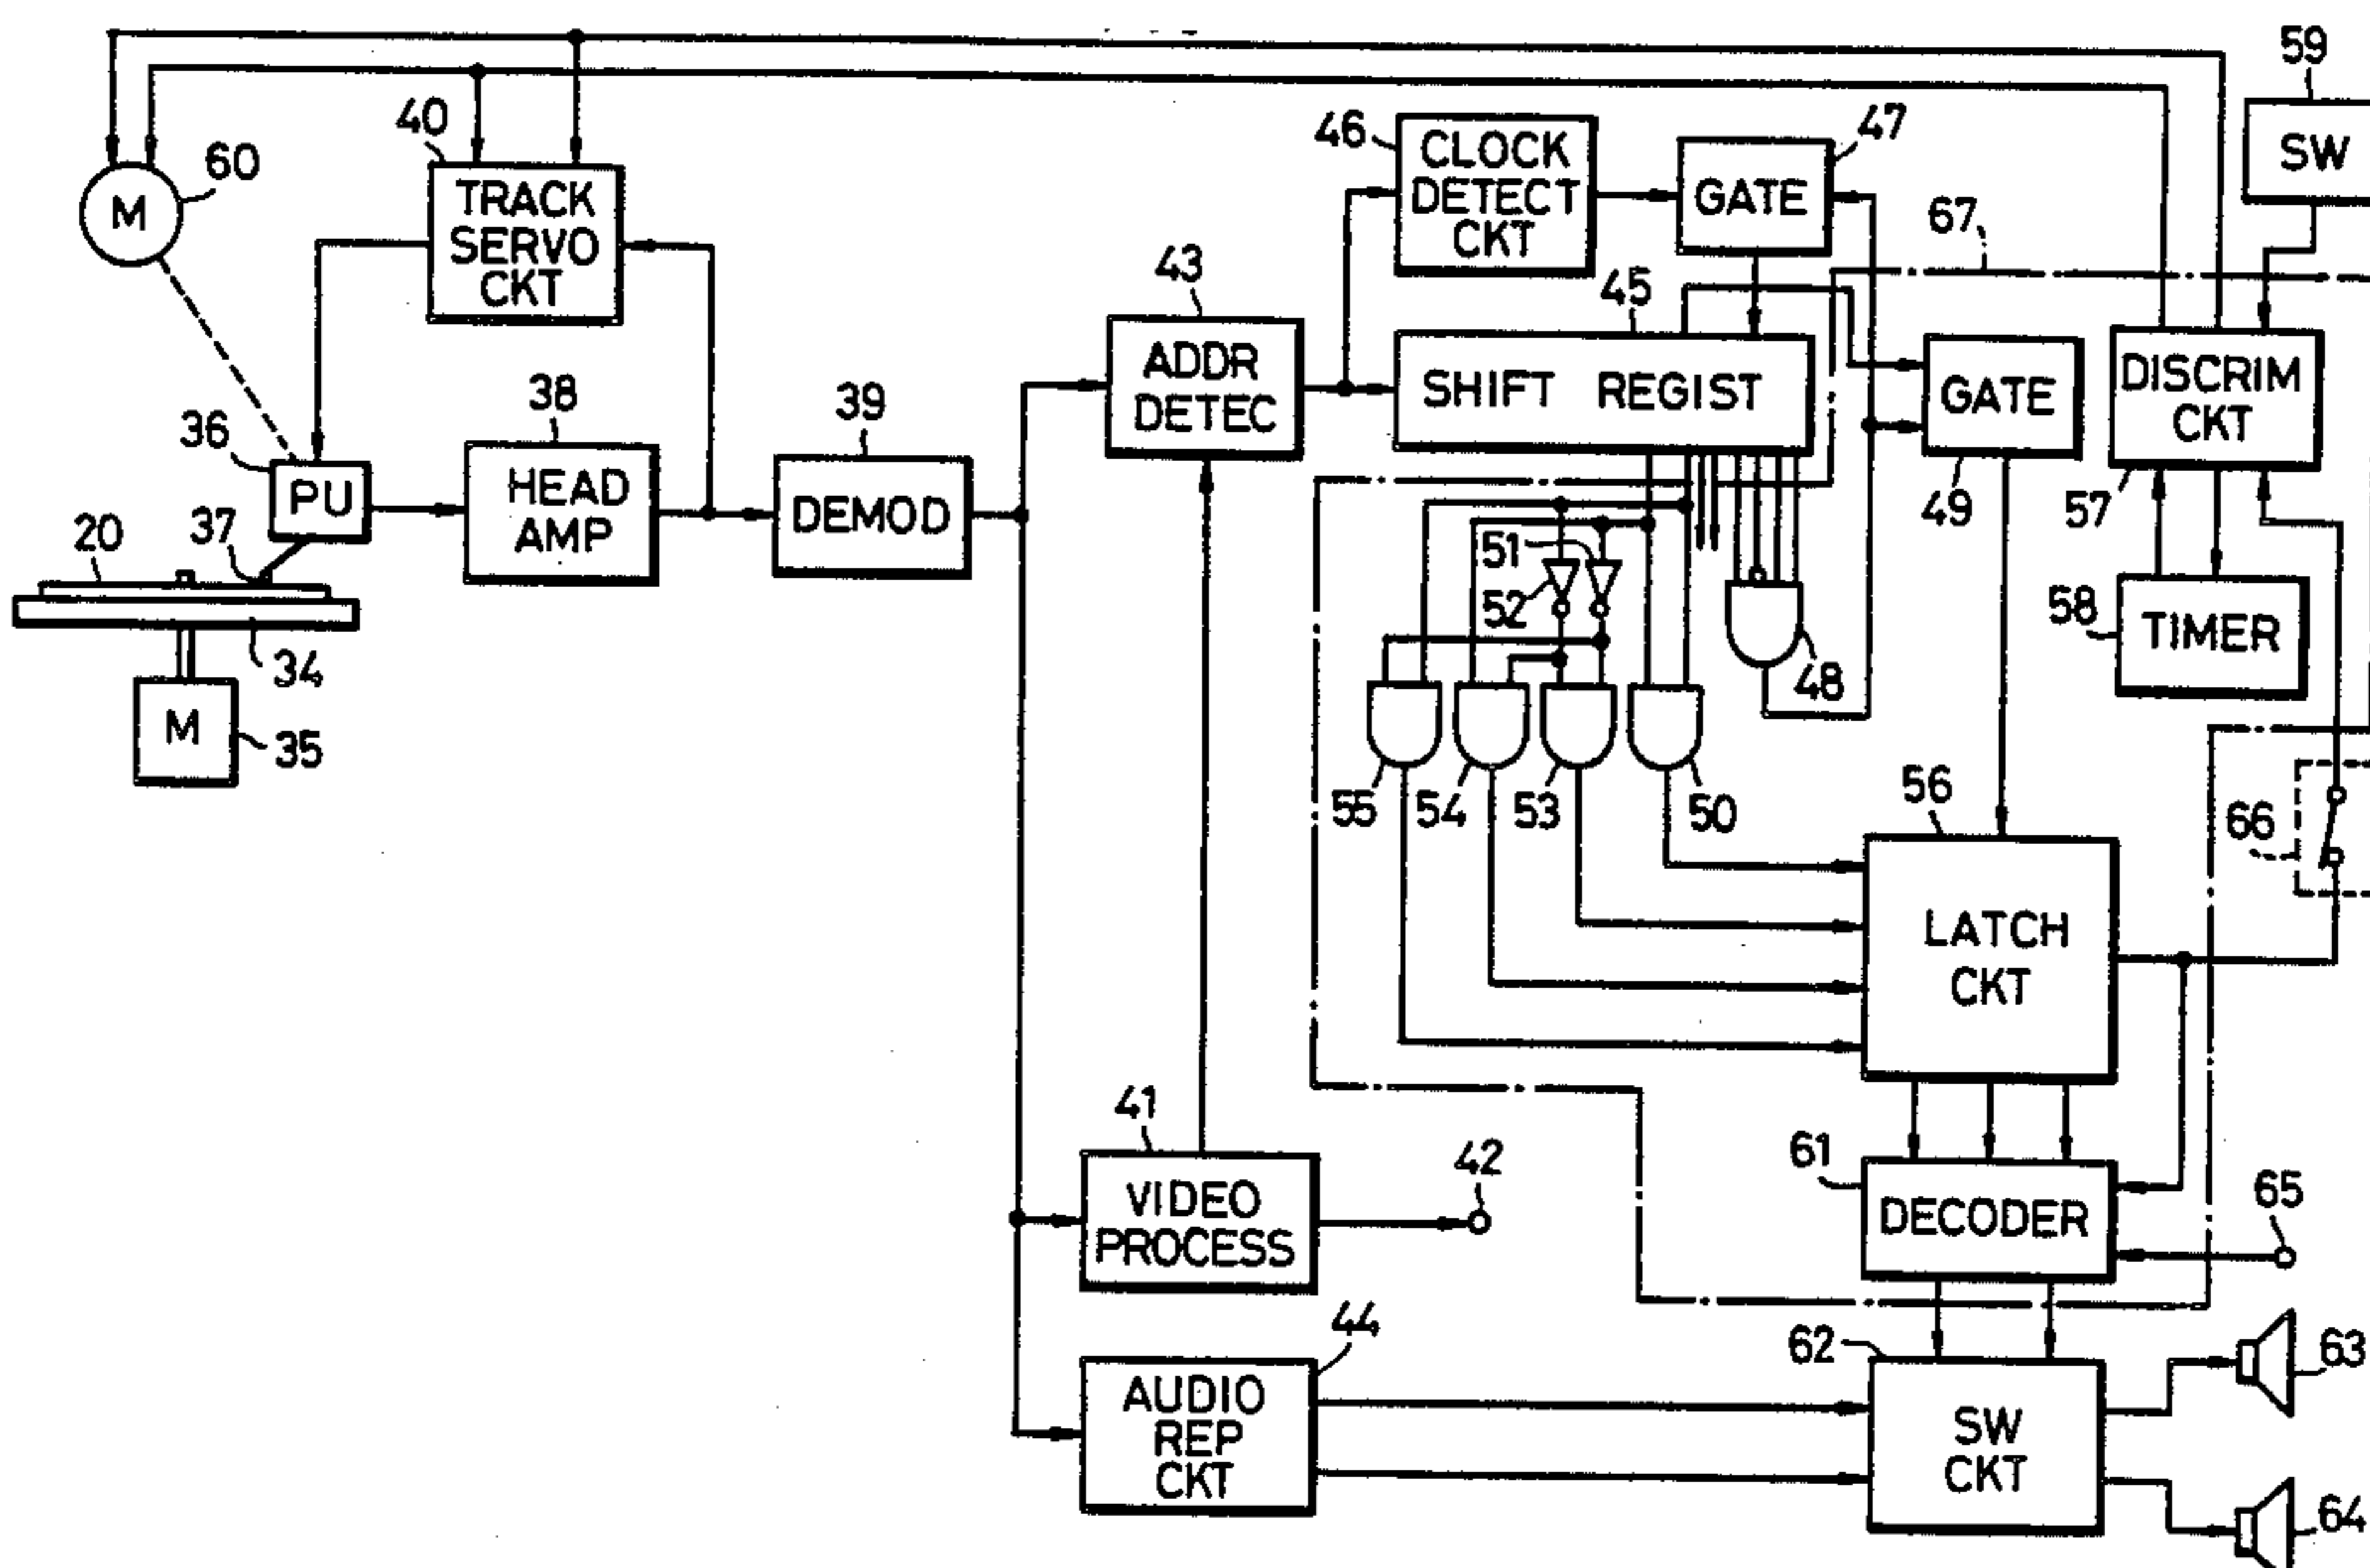 59
SW
40
TRACK
SERVO
CKT
60
M
46
CLOCK
DETECT
CKT
47
GATE
67
43
ADDR
DETEC
45
SHIFT REGIST
GATE
49
DISCRIM
CKT
57
36
PU
38
HEAD
AMP
39
DEMOD
20
37
34
M
35
51
52
48
58
TIMER
55
54
53
50
56
LATCH
CKT
66
41
VIDEO
PROCESS
42
61
DECODER
65
44
AUDIO
REP
CKT
62
SW
CKT
63
64